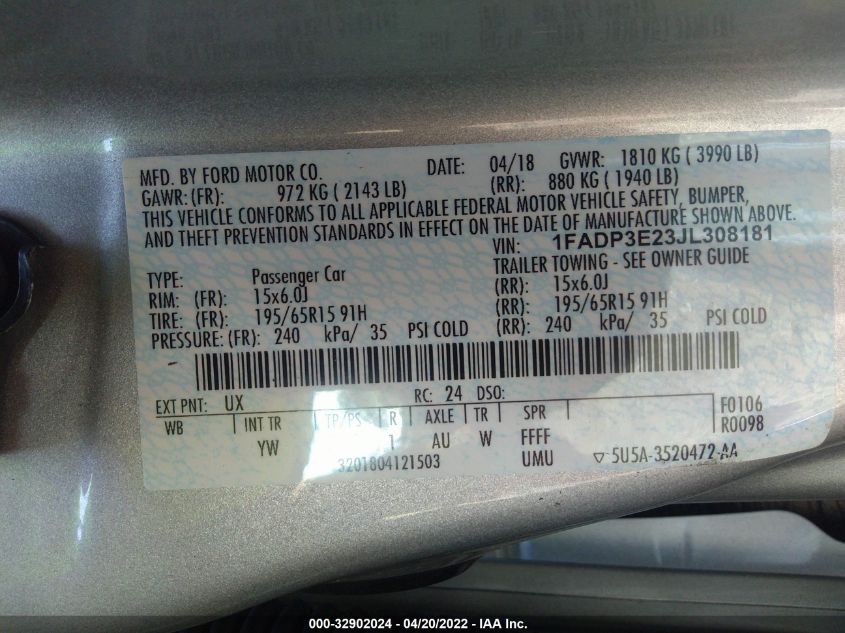 MFD. BY FORD MOTOR CO. DATE: 04/18 GVWR: 1810 KG ( 3990 LB)
GAWR: (FR): 972 KG ( 2143 LB) (RR): 880 KG ( 1940 LB)
THIS VEHICLE CONFORMS TO ALL APPLICABLE FEDERAL MOTOR VEHICLE SAFETY, BUMPER,
AND THEFT PREVENTION STANDARDS IN EFFECT ON THE DATE OF MANUFACTURE SHOWN ABOVE.
VIN: 1FADP3E23JL308181
TYPE: Passenger Car TRAILER TOWING - SEE OWNER GUIDE
RIM: (FR): 15x6.0J (RR): 15x6.0J
TIRE: (FR): 195/65R15 91H (RR): 195/65R15 91H
PRESSURE: (FR): 240 kPa/ 35 PSI COLD (RR): 240 kPa/ 35 PSI COLD
EXT PNT: UX RC: 24 DSO:
WB INT TR TP/PS R AXLE TR SPR F0106
YW 1 AU W FFFF R0098
3201804121503 UMU ▽ 5U5A-3520472-AA
000-32902024 - 04/20/2022 - IAA Inc.